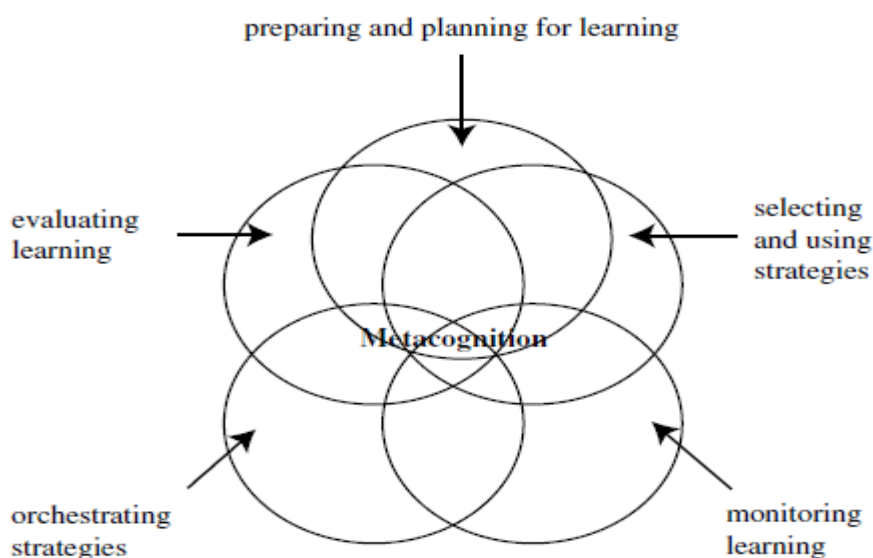 preparing and planning for learning
evaluating
learning
selecting
and using
strategies
Metacognition
orchestrating
strategies
monitoring
learning